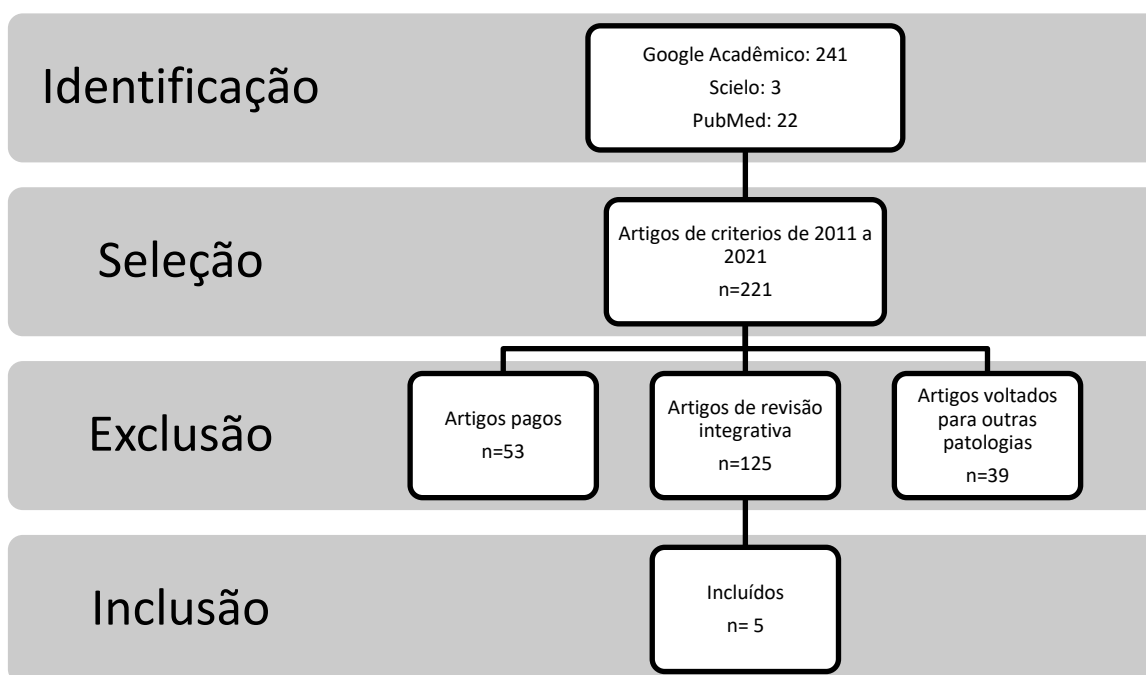 Identificação
Google Acadêmico: 241
Scielo: 3
PubMed: 22
Seleção
Artigos de criterios de 2011 a
2021
n=221
Exclusão
Artigos pagos
n=53
Artigos de revisão
integrativa
n=125
Artigos voltados
para outras
patologias
n=39
Inclusão
Incluídos
n= 5